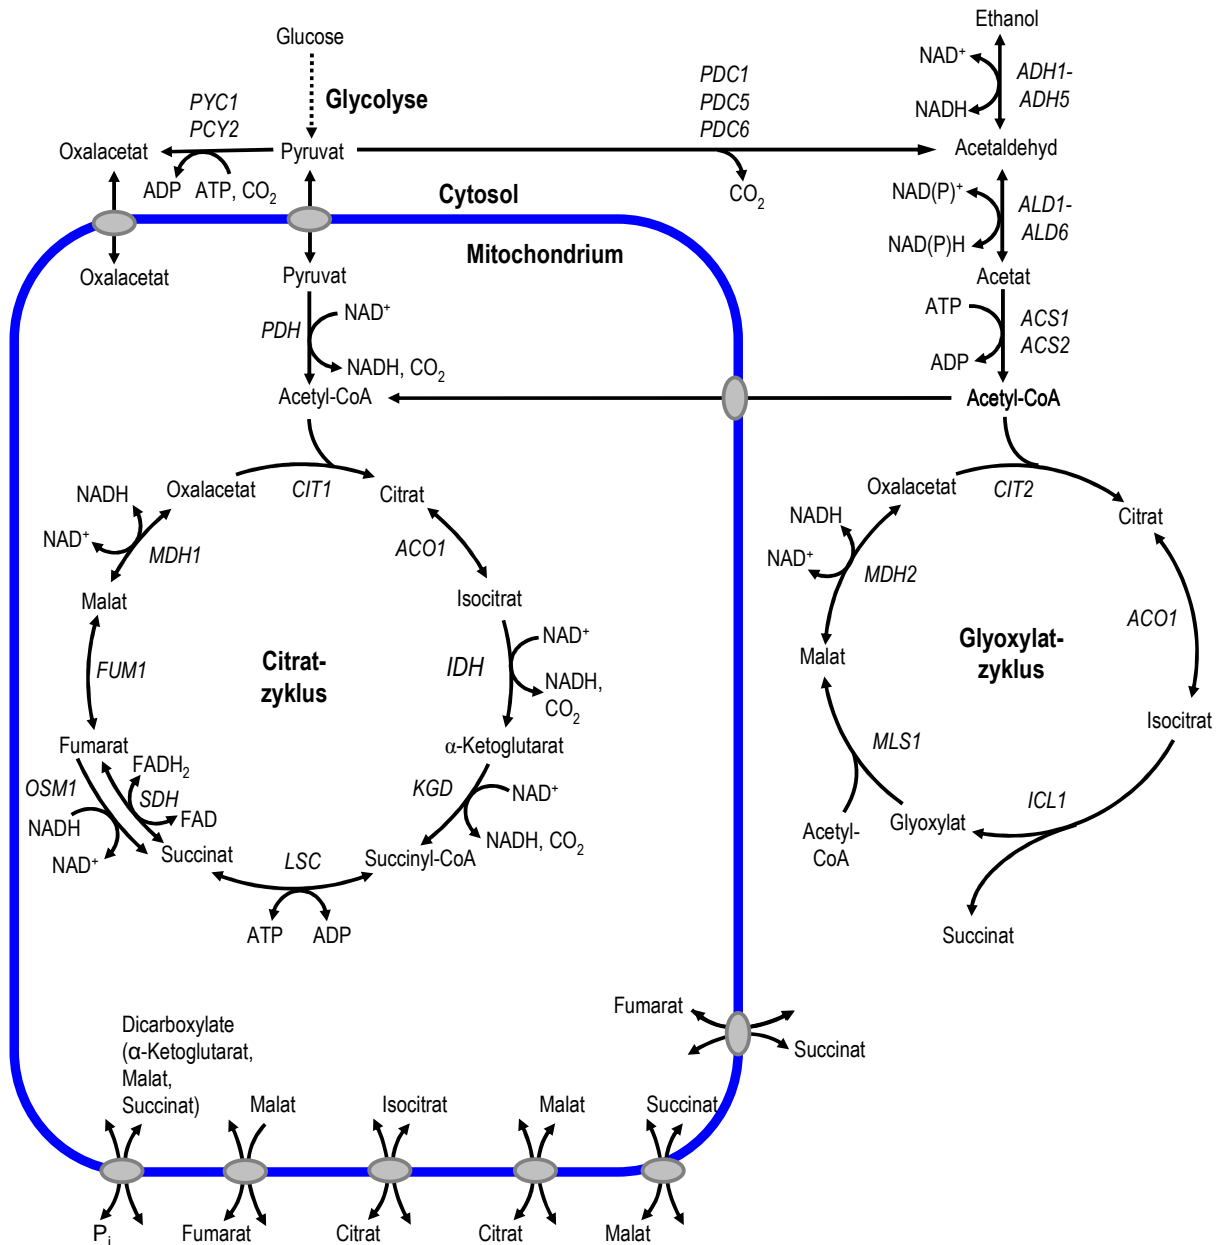 Ethanol
Glucose
NAD⁺
ADH1-
ADH5
NADH
PDC1
PDC5
PDC6
Glycolyse
PYC1
PCY2
Oxalacetat
Pyruvat
Acetaldehyd
ADP
ATP, CO₂
CO₂
Cytosol
NAD(P)⁺
ALD1-
ALD6
NAD(P)H
Mitochondrium
Oxalacetat
Pyruvat
Acetat
NAD⁺
PDH
NADH, CO₂
ATP
ACS1
ACS2
ADP
Acetyl-CoA
Acetyl-CoA
Oxalacetat
CIT1
Citrat
NADH
NAD⁺
MDH1
ACO1
Malat
Isocitrat
FUM1
Citrat-
zyklus
IDH
NAD⁺
NADH,
CO₂
Fumarat
α-Ketoglutarat
FADH₂
OSM1
SDH
FAD
NADH
NAD⁺
KGD
NAD⁺
NADH, CO₂
Succinat
LSC
Succinyl-CoA
ATP
ADP
Oxalacetat
CIT2
Citrat
NADH
NAD⁺
MDH2
ACO1
Malat
Glyoxylat-
zyklus
Isocitrat
MLS1
ICL1
Glyoxylat
Acetyl-
CoA
Succinat
Fumarat
Succinat
Dicarboxylate
(α-Ketoglutarat,
Malat,
Succinat)
Malat
Isocitrat
Malat
Succinat
Pᵢ
Fumarat
Citrat
Citrat
Malat